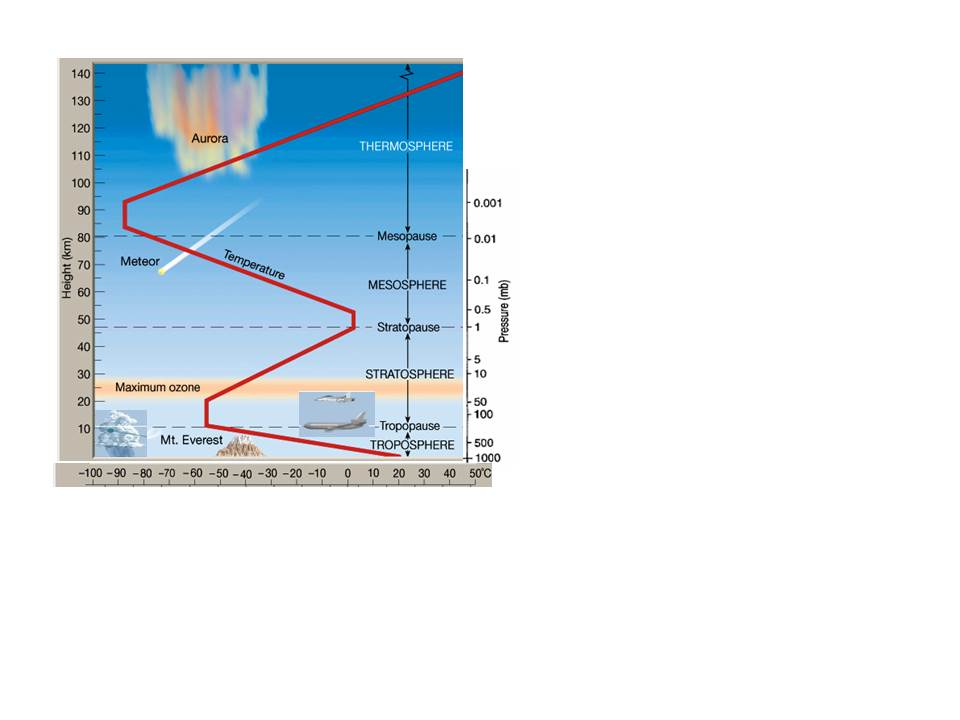 140
130
120
110
100
90
80
70
60
50
40
30
20
10
Height (km)
Aurora
THERMOSPHERE
Mesopause
Meteor
Temperature
MESOSPHERE
Stratopause
STRATOSPHERE
Maximum ozone
Tropopause
Mt. Everest
TROPOSPHERE
0.001
0.01
0.1
0.5
1
5
10
50
100
500
1000
Pressure (mb)
−100 −90 −80 −70 −60 −50 −40 −30 −20 −10 0 10 20 30 40 50°C